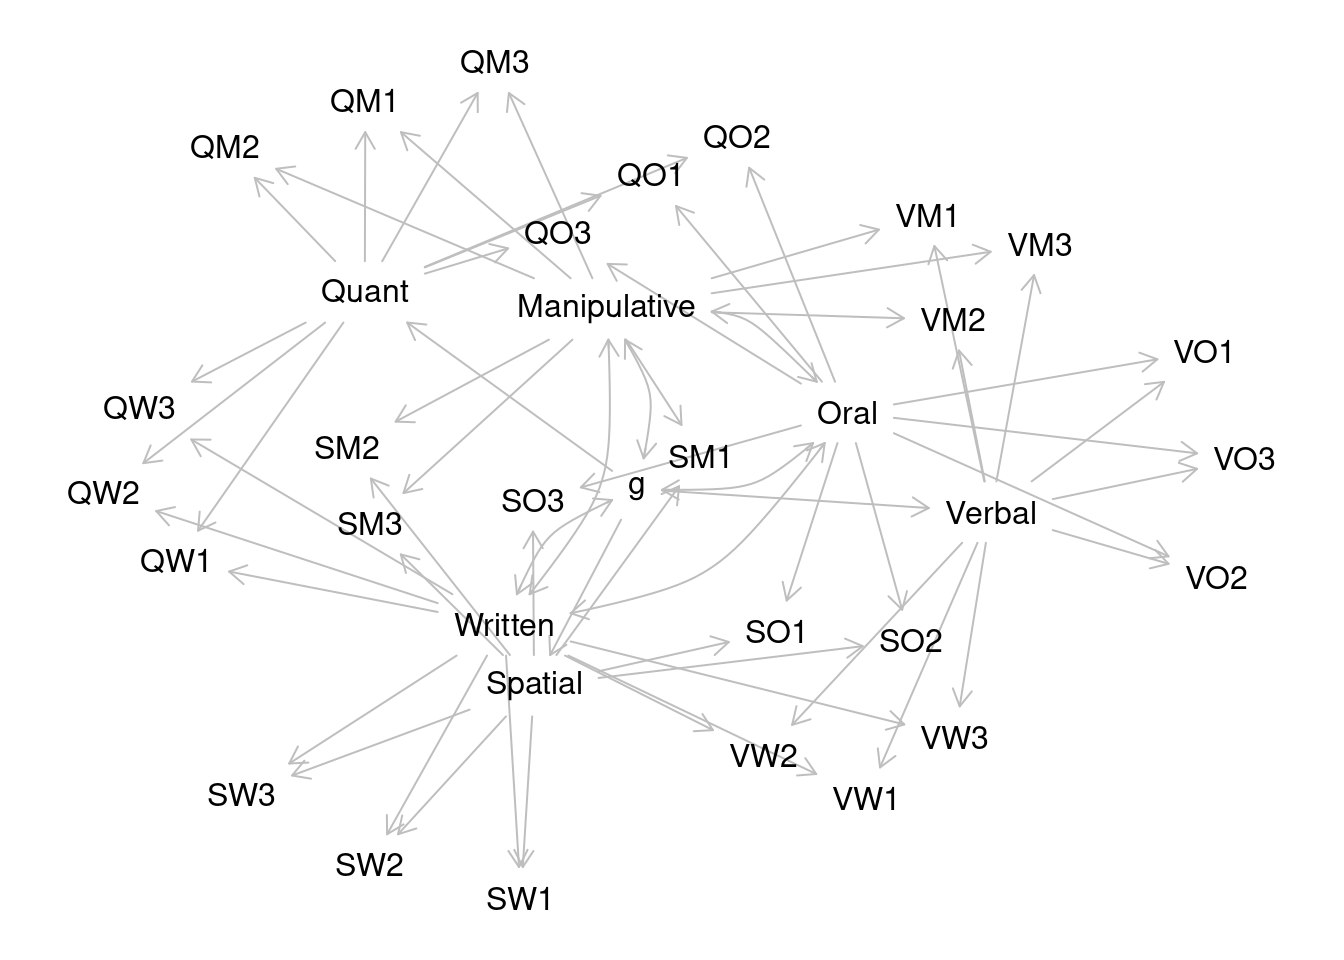 QM3
QM1
QO2
QM2
QO1
VM1
QO3
VM3
Quant
Manipulative
VM2
VO1
QW3
Oral
SM2
SM1
VO3
g
QW2
SO3
Verbal
SM3
QW1
VO2
Written
SO1
SO2
Spatial
VW3
VW2
SW3
VW1
SW2
SW1